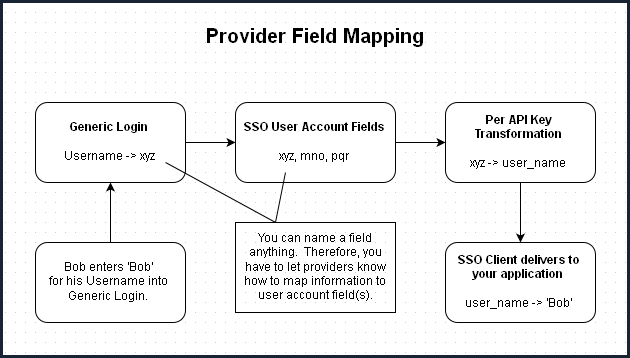 Provider Field Mapping
Generic Login
Username -> xyz
SSO User Account Fields
xyz, mno, pqr
Per API Key
Transformation
xyz -> user_name
Bob enters 'Bob'
for his Username into
Generic Login.
You can name a field
anything.  Therefore, you
have to let providers know
how to map information to
user account field(s).
SSO Client delivers to
your application
user_name -> 'Bob'